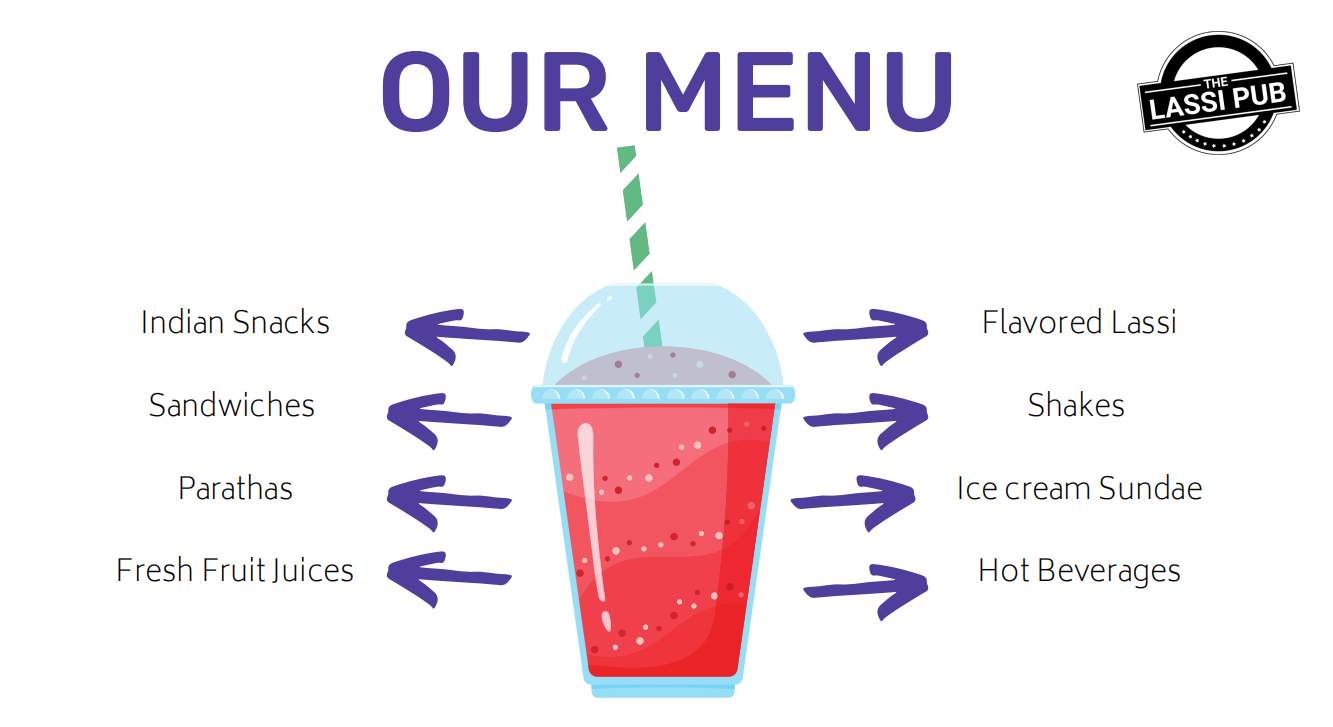 OUR MENU
THE
LASSI PUB
Indian Snacks
Sandwiches
Parathas
Fresh Fruit Juices
Flavored Lassi
Shakes
Ice cream Sundae
Hot Beverages